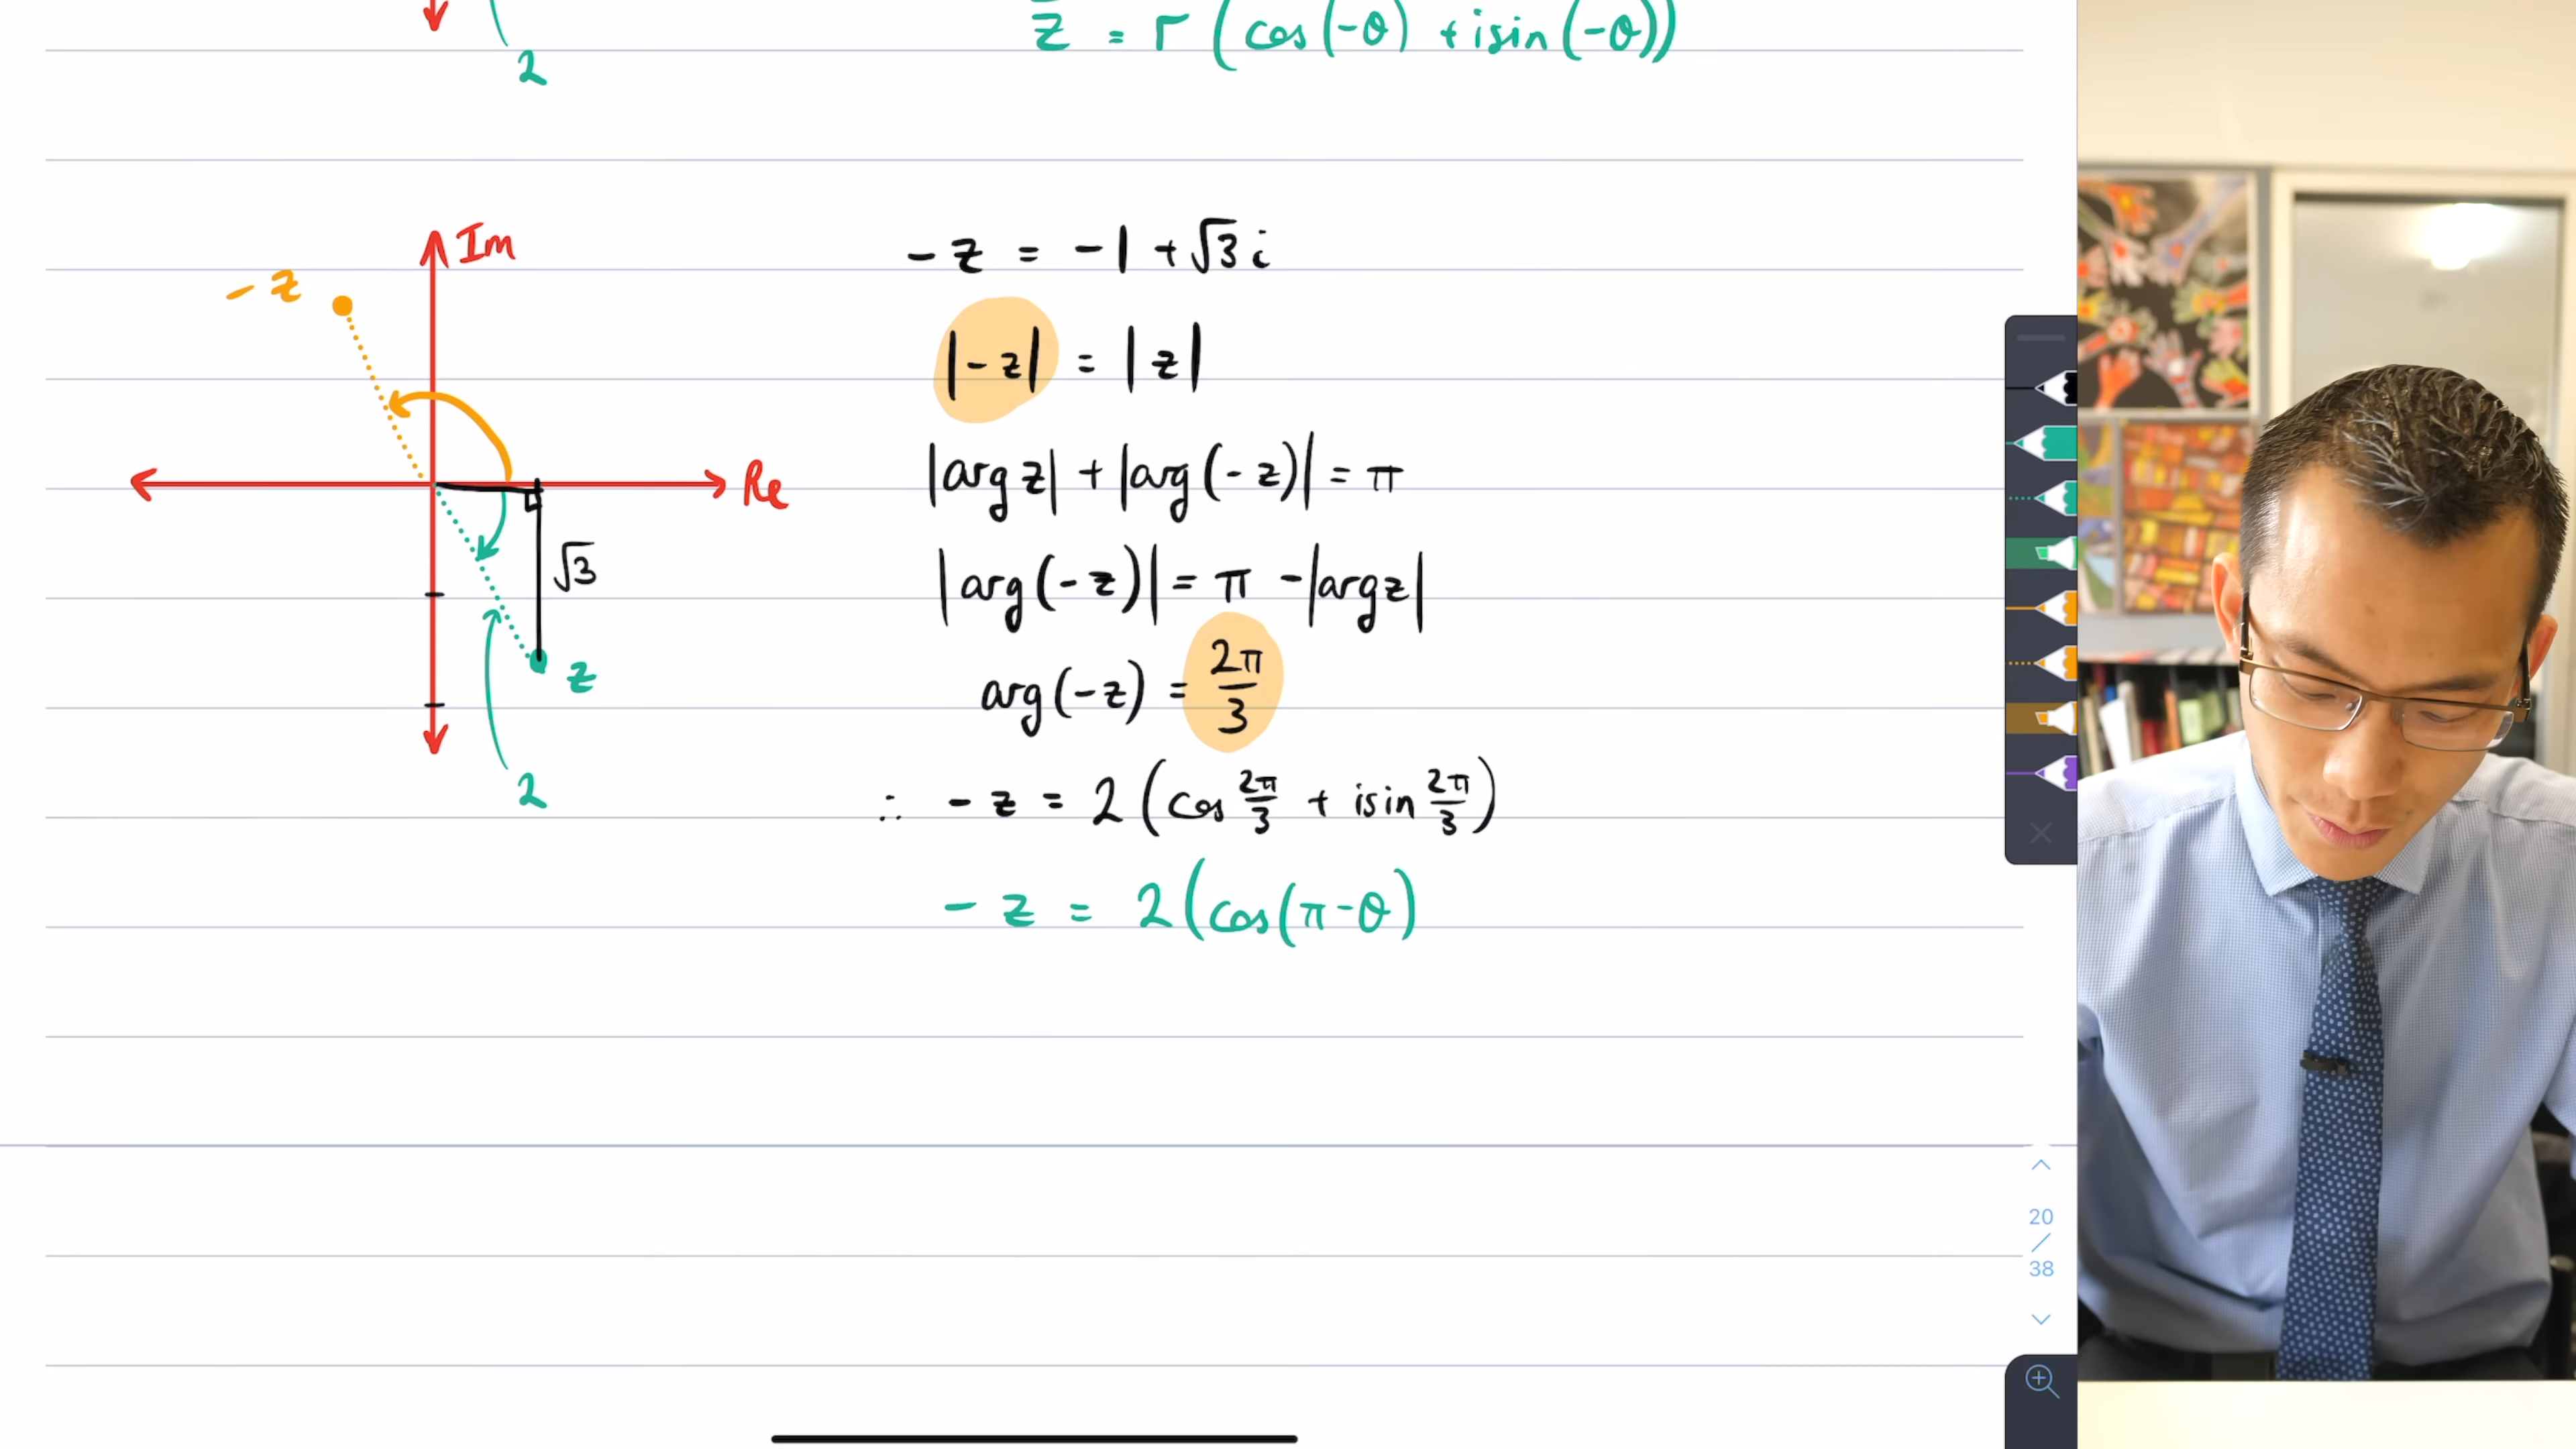 z̅ = r (cos(-θ) + isin(-θ))
2
Im
-z
Re
√3
z
2
-z = -1 + √3 i
|-z| = |z|
|arg z| + |arg(-z)| = π
|arg(-z)| = π - |arg z|
arg(-z) = 2π/3
∴ -z = 2 (cos 2π/3 + isin 2π/3)
-z = 2 (cos(π-θ)
20
/
38